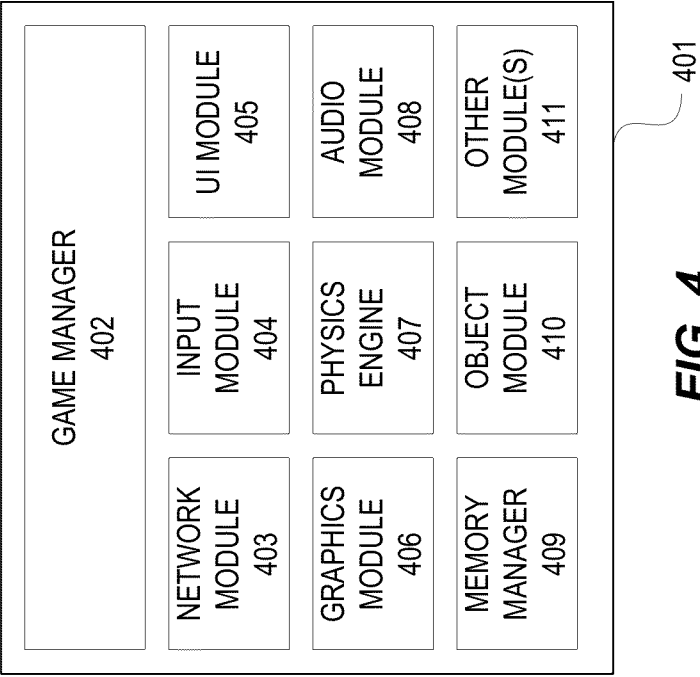 GAME MANAGER
402
NETWORK
MODULE
403
INPUT
MODULE
404
UI MODULE
405
GRAPHICS
MODULE
406
PHYSICS
ENGINE
407
AUDIO
MODULE
408
MEMORY
MANAGER
409
OBJECT
MODULE
410
OTHER
MODULE(S)
411
401
FIG. 4